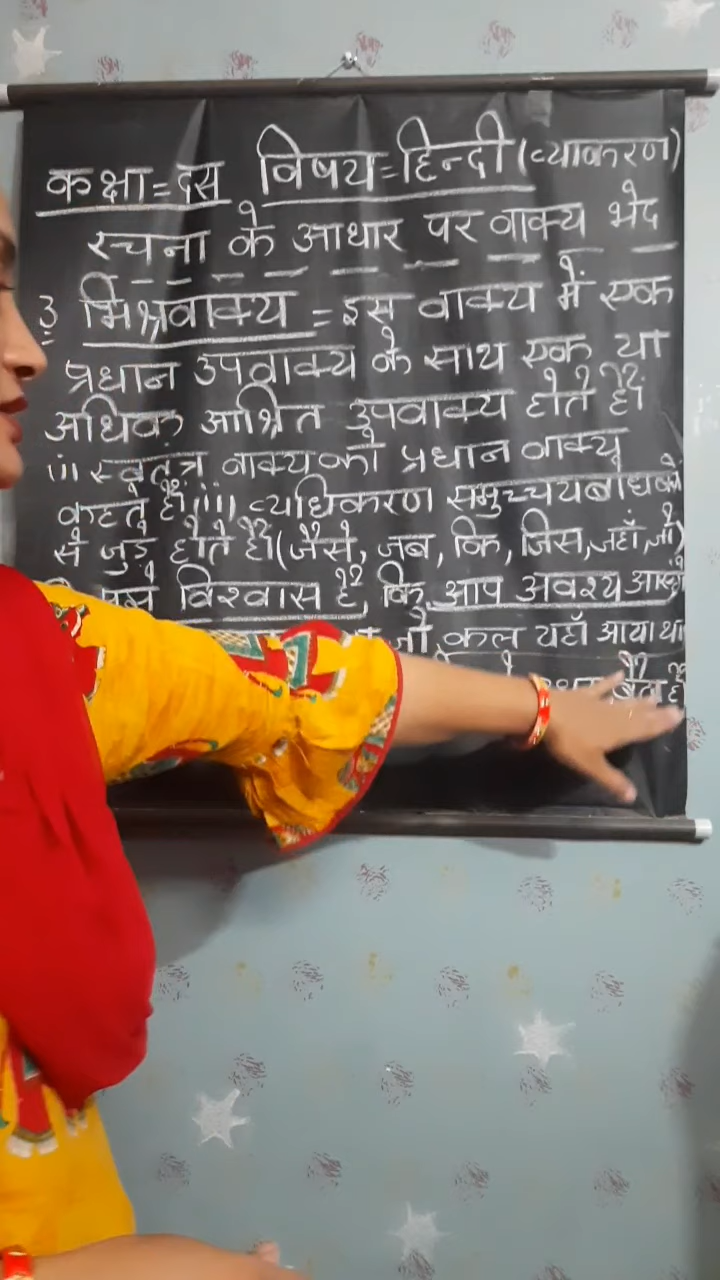 कक्षा=दस विषय=हिन्दी(व्याकरण)
रचना के आधार पर वाक्य भेद
3 मिश्रवाक्य = इस वाक्य में एक
प्रधान उपवाक्य के साथ एक या
अधिक आश्रित उपवाक्य होते हैं।
(ii) स्वतंत्र वाक्य को प्रधान वाक्य
कहते हैं। (iii) व्यधिकरण समुच्चयबोधको
से जुड़े होते हैं। (जैसे, जब, कि, जिस, जहाँ, जो)
विश्वास है, कि आप अवश्य आएंगे
जो कल यहाँ आया था